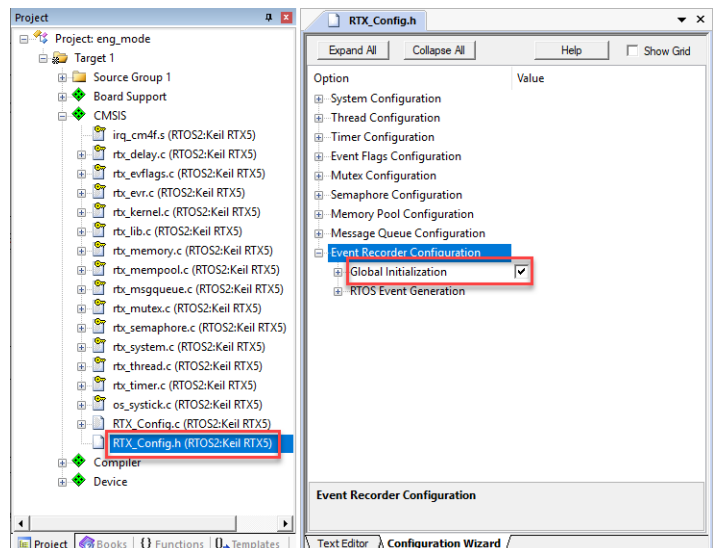 Project
Project: eng_mode
Target 1
Source Group 1
Board Support
CMSIS
irq_cm4f.s (RTOS2:Keil RTX5)
rtx_delay.c (RTOS2:Keil RTX5)
rtx_evflags.c (RTOS2:Keil RTX5)
rtx_evr.c (RTOS2:Keil RTX5)
rtx_kernel.c (RTOS2:Keil RTX5)
rtx_lib.c (RTOS2:Keil RTX5)
rtx_memory.c (RTOS2:Keil RTX5)
rtx_mempool.c (RTOS2:Keil RTX5)
rtx_msgqueue.c (RTOS2:Keil RTX5)
rtx_mutex.c (RTOS2:Keil RTX5)
rtx_semaphore.c (RTOS2:Keil RTX5)
rtx_system.c (RTOS2:Keil RTX5)
rtx_thread.c (RTOS2:Keil RTX5)
rtx_timer.c (RTOS2:Keil RTX5)
os_systick.c (RTOS2:Keil RTX5)
RTX_Config.c (RTOS2:Keil RTX5)
RTX_Config.h (RTOS2:Keil RTX5)
Compiler
Device
Project Books {} Functions Templates
RTX_Config.h
Expand All Collapse All Help Show Grid
Option Value
System Configuration
Thread Configuration
Timer Configuration
Event Flags Configuration
Mutex Configuration
Semaphore Configuration
Memory Pool Configuration
Message Queue Configuration
Event Recorder Configuration
Global Initialization
RTOS Event Generation
Event Recorder Configuration
Text Editor Configuration Wizard